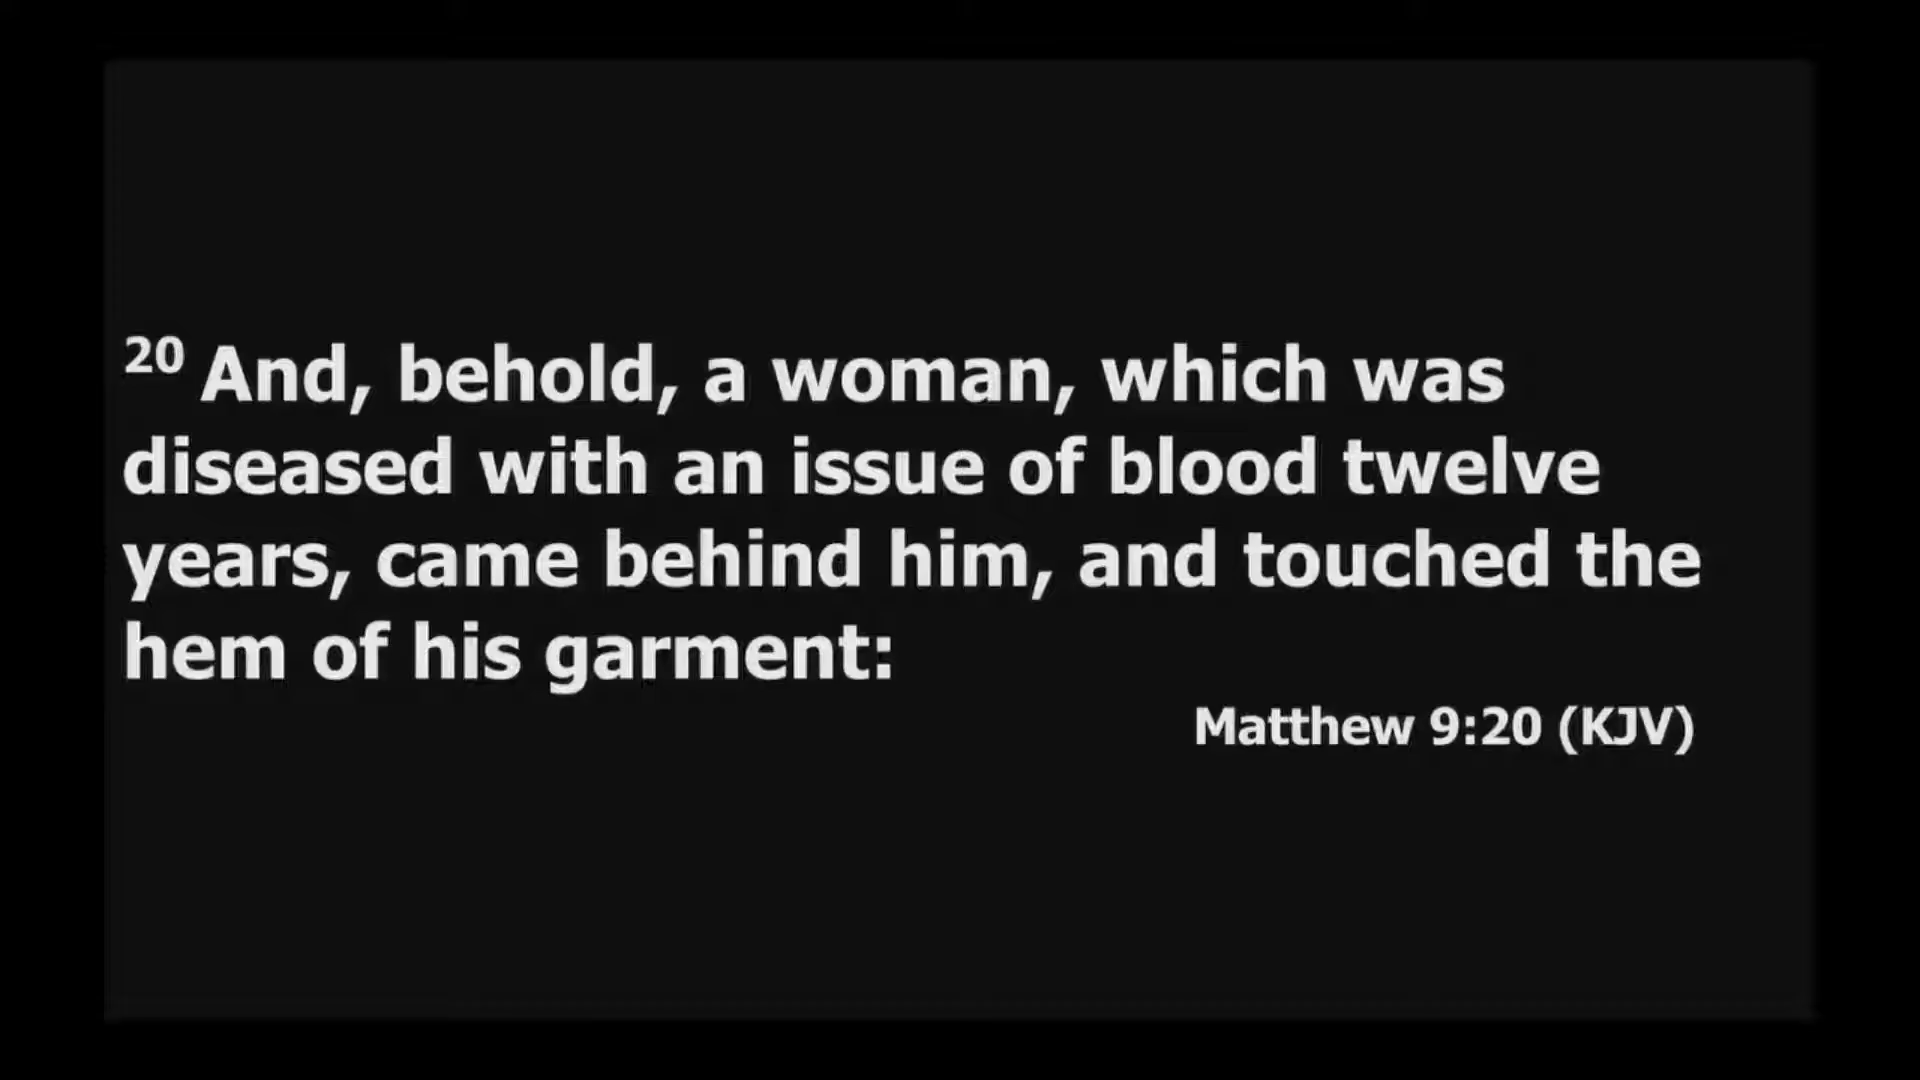 20 And, behold, a woman, which was
diseased with an issue of blood twelve
years, came behind him, and touched the
hem of his garment:
Matthew 9:20 (KJV)